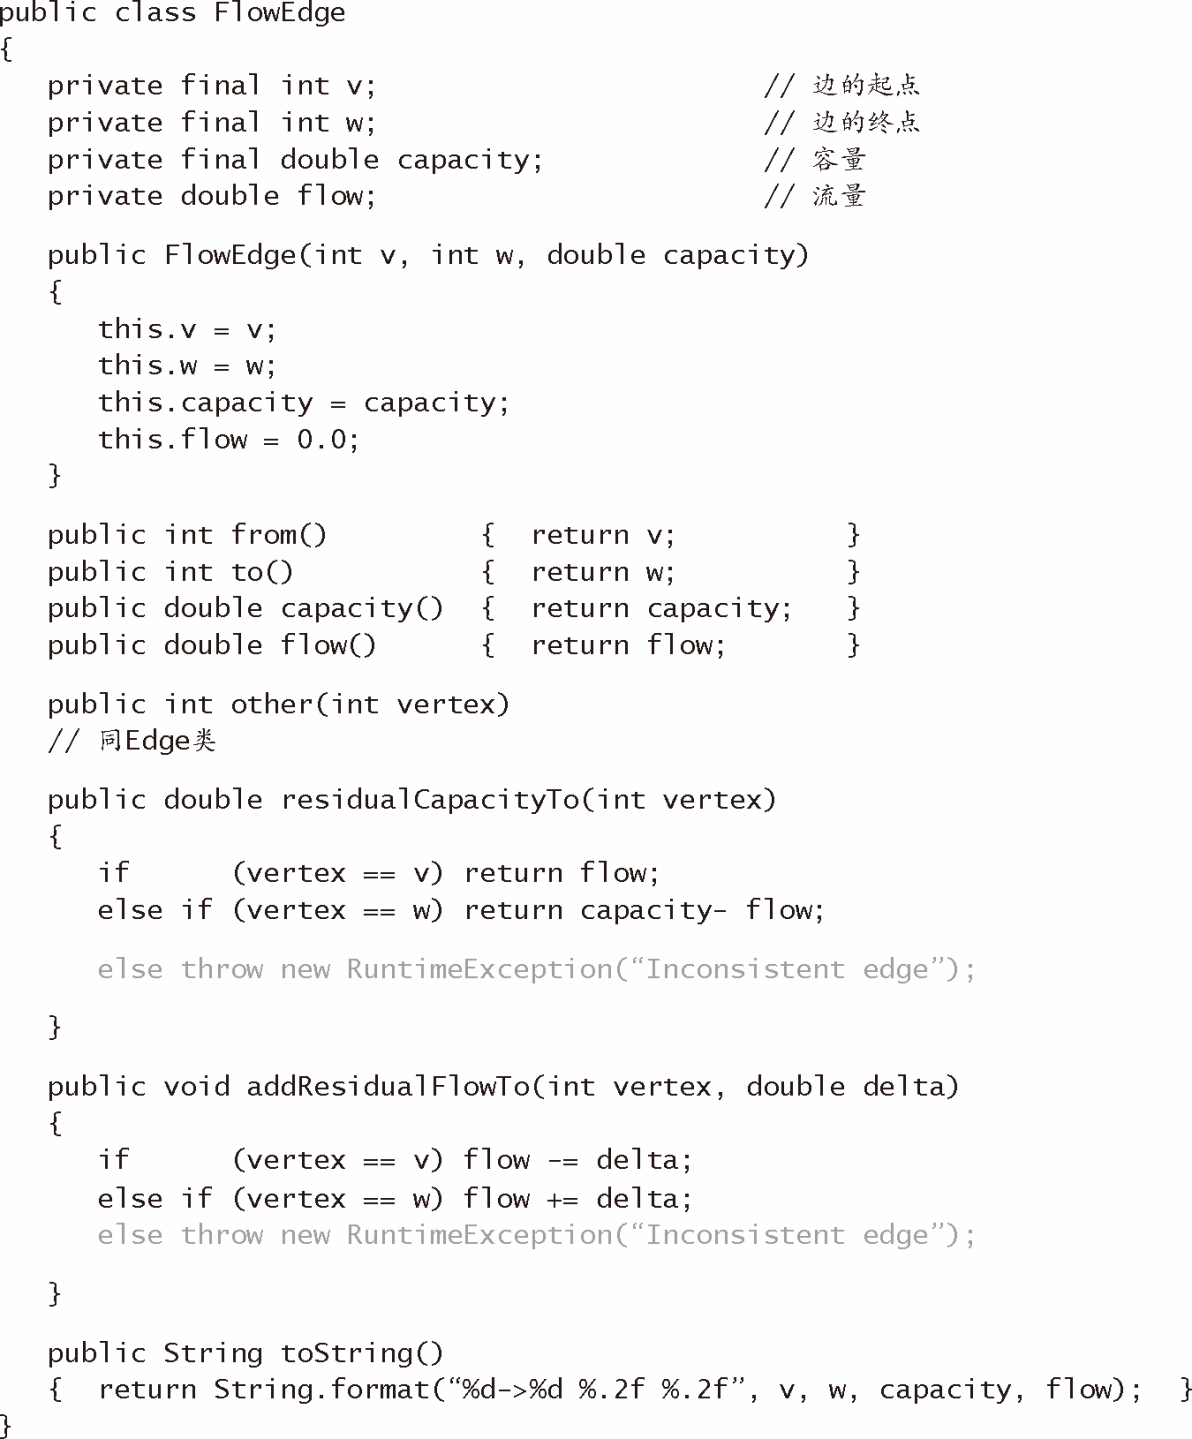 public class FlowEdge
{
   private final int v;                        // 边的起点
   private final int w;                        // 边的终点
   private final double capacity;              // 容量
   private double flow;                        // 流量
   public FlowEdge(int v, int w, double capacity)
   {
      this.v = v;
      this.w = w;
      this.capacity = capacity;
      this.flow = 0.0;
   }
   public int from()         {  return v;          }
   public int to()           {  return w;          }
   public double capacity()  {  return capacity;   }
   public double flow()      {  return flow;       }
   public int other(int vertex)
   // 同Edge类
   public double residualCapacityTo(int vertex)
   {
      if      (vertex == v) return flow;
      else if (vertex == w) return capacity- flow;
      else throw new RuntimeException(“Inconsistent edge”);
   }
   public void addResidualFlowTo(int vertex, double delta)
   {
      if      (vertex == v) flow -= delta;
      else if (vertex == w) flow += delta;
      else throw new RuntimeException(“Inconsistent edge”);
   }
   public String toString()
   {  return String.format(“%d->%d %.2f %.2f”, v, w, capacity, flow);  }
}